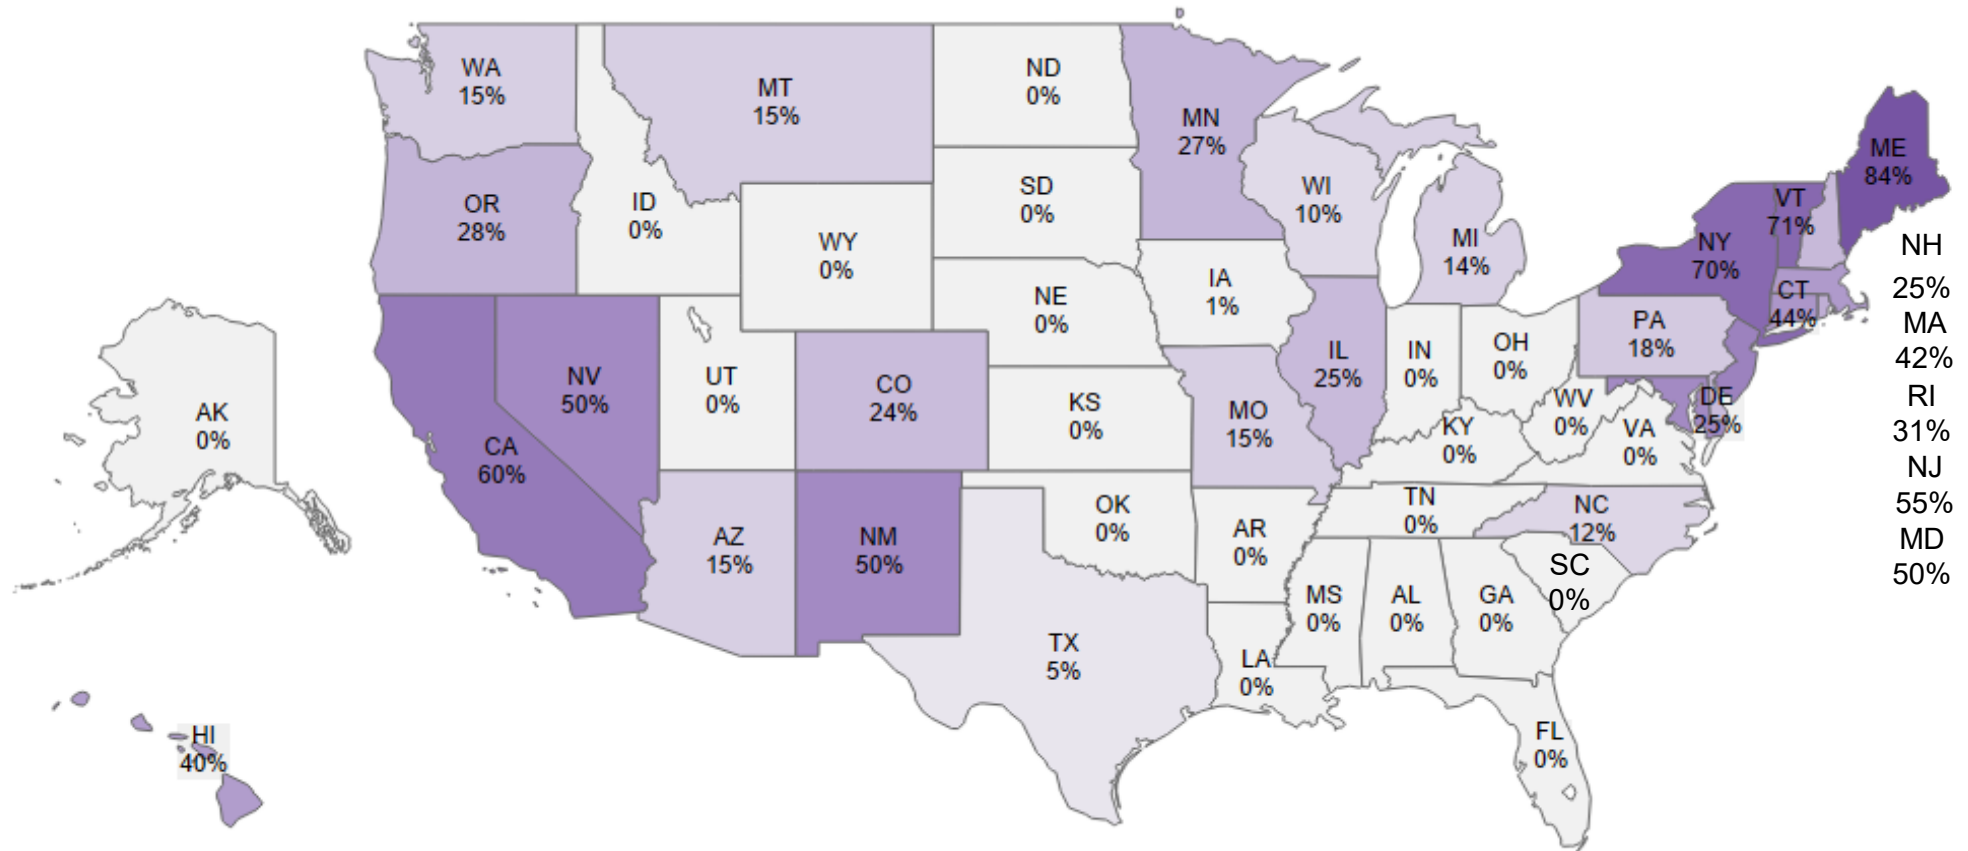 WA
15%
MT
15%
ND
0%
MN
27%
ME
84%
OR
28%
ID
0%
WY
0%
SD
0%
WI
10%
MI
14%
VT
71%
NY
70%
NH
25%
MA
42%
RI
31%
NJ
55%
MD
50%
NE
0%
IA
1%
CT
44%
PA
18%
NV
50%
UT
0%
CO
24%
KS
0%
MO
15%
IL
25%
IN
0%
OH
0%
WV
0%
VA
0%
DE
25%
KY
0%
CA
60%
AK
0%
AZ
15%
NM
50%
OK
0%
AR
0%
TN
0%
NC
12%
SC
0%
MS
0%
AL
0%
GA
0%
TX
5%
LA
0%
FL
0%
HI
40%